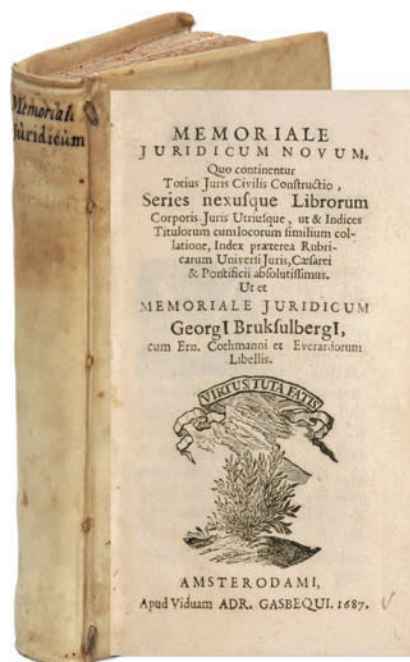 Memoriale
Juridicum
MEMORIALE
JURIDICUM NOVUM.
Quo continentur
Totius Juris Civilis Conſtructio,
Series nexuſque Librorum
Corporis Juris Utriuſque, ut & Indices
Titulorum cum locorum ſimilium col-
latione, Index præterea Rubri-
carum Univerſi Juris, Cæſarei
& Pontificii abſolutiſſimus.
Ut et
MEMORIALE JURIDICUM
GeorgI BrukſulbergI,
cum Ern. Cothmanni et Everardorum
Libellis.
VIRTUS TUTA FATIS
AMSTERODAMI,
Apud Viduam ADR. GASBEQUI. 1687.